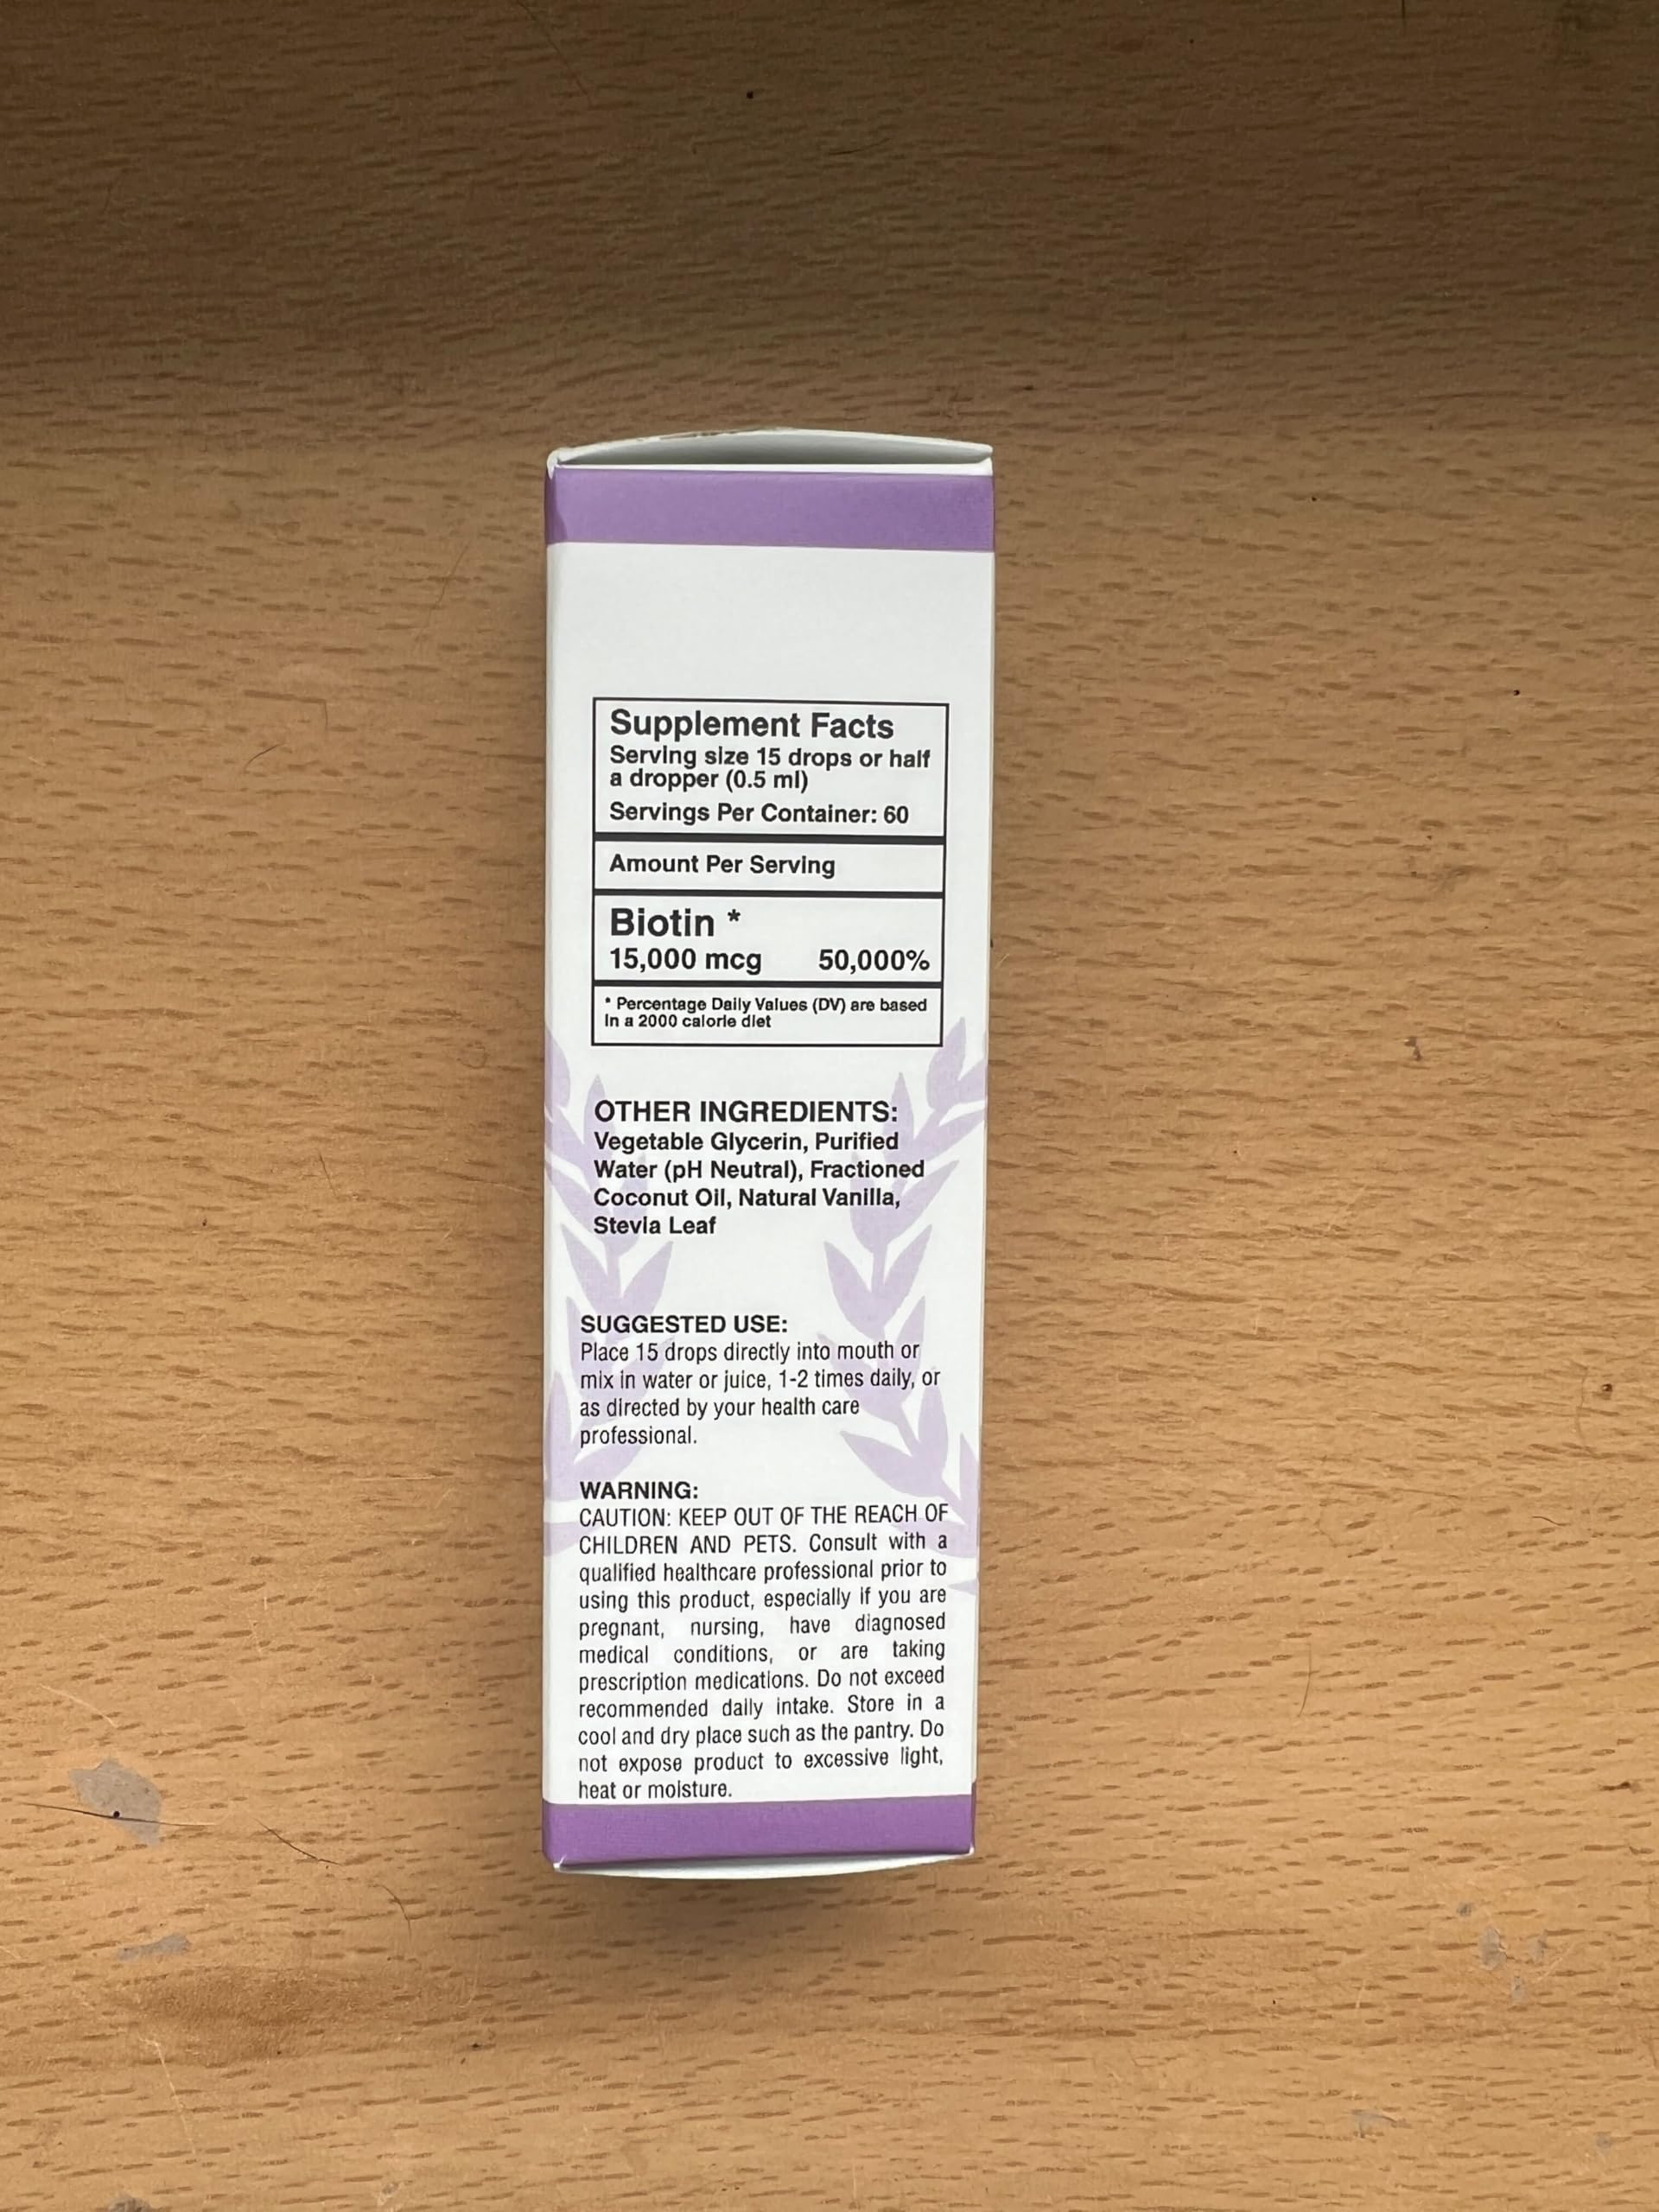 Supplement Facts
Serving size 15 drops or half
a dropper (0.5 ml)
Servings Per Container: 60
Amount Per Serving
Biotin *
15,000 mcg 50,000%
* Percentage Daily Values (DV) are based
in a 2000 calorie diet
OTHER INGREDIENTS:
Vegetable Glycerin, Purified
Water (pH Neutral), Fractioned
Coconut Oil, Natural Vanilla,
Stevia Leaf
SUGGESTED USE:
Place 15 drops directly into mouth or
mix in water or juice, 1-2 times daily, or
as directed by your health care
professional.
WARNING:
CAUTION: KEEP OUT OF THE REACH OF
CHILDREN AND PETS. Consult with a
qualified healthcare professional prior to
using this product, especially if you are
pregnant, nursing, have diagnosed
medical conditions, or are taking
prescription medications. Do not exceed
recommended daily intake. Store in a
cool and dry place such as the pantry. Do
not expose product to excessive light,
heat or moisture.